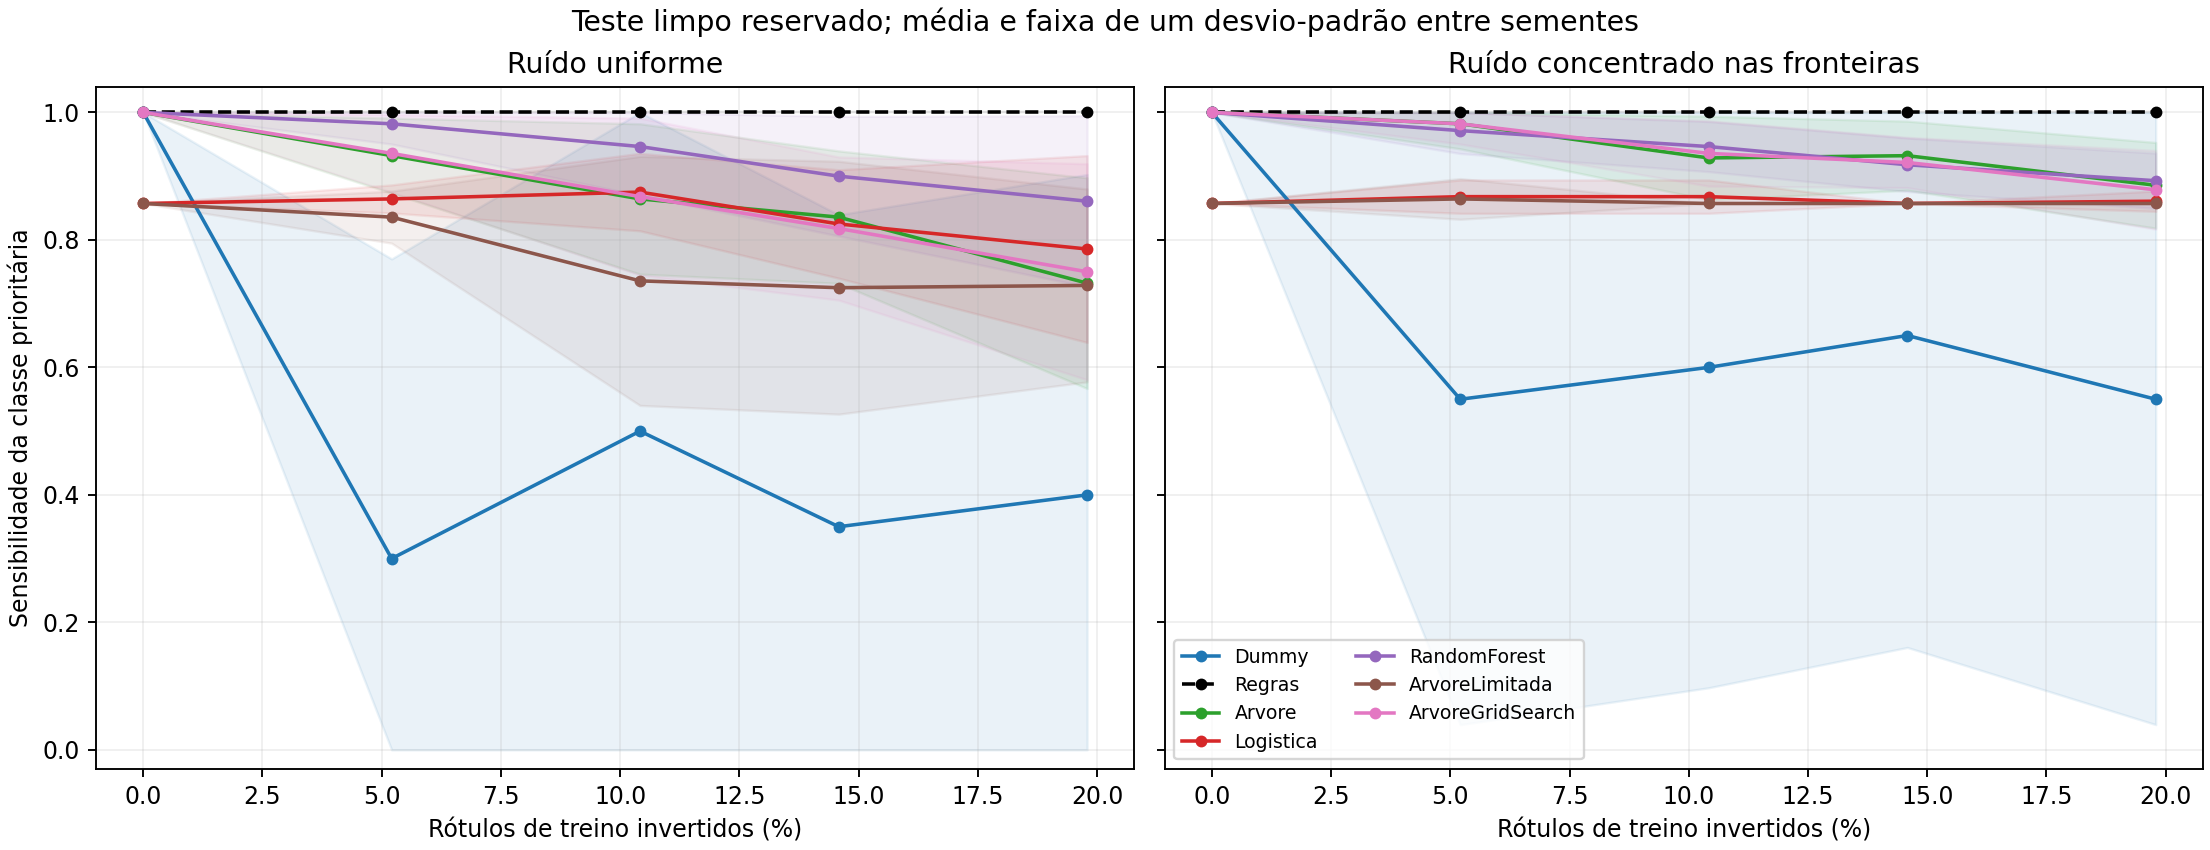 Teste limpo reservado; média e faixa de um desvio-padrão entre sementes
Ruído uniforme
Ruído concentrado nas fronteiras
Sensibilidade da classe prioritária
1.0
0.8
0.6
0.4
0.2
0.0
0.0 2.5 5.0 7.5 10.0 12.5 15.0 17.5 20.0
Rótulos de treino invertidos (%)
Dummy
Regras
Arvore
Logistica
RandomForest
ArvoreLimitada
ArvoreGridSearch
0.0 2.5 5.0 7.5 10.0 12.5 15.0 17.5 20.0
Rótulos de treino invertidos (%)